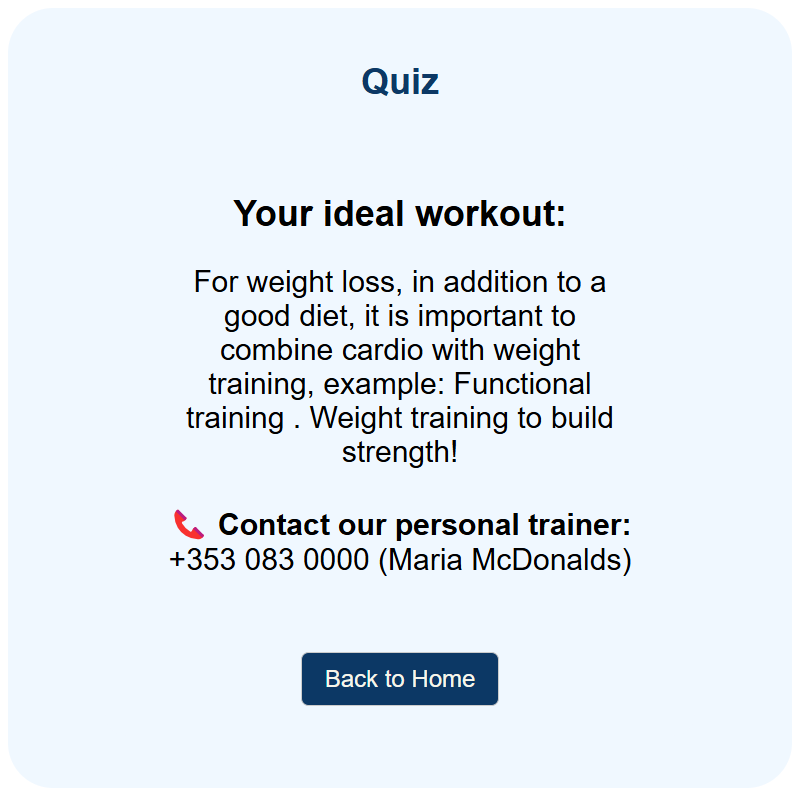 Quiz
Your ideal workout:
For weight loss, in addition to a
good diet, it is important to
combine cardio with weight
training, example: Functional
training . Weight training to build
strength!
Contact our personal trainer:
+353 083 0000 (Maria McDonalds)
Back to Home